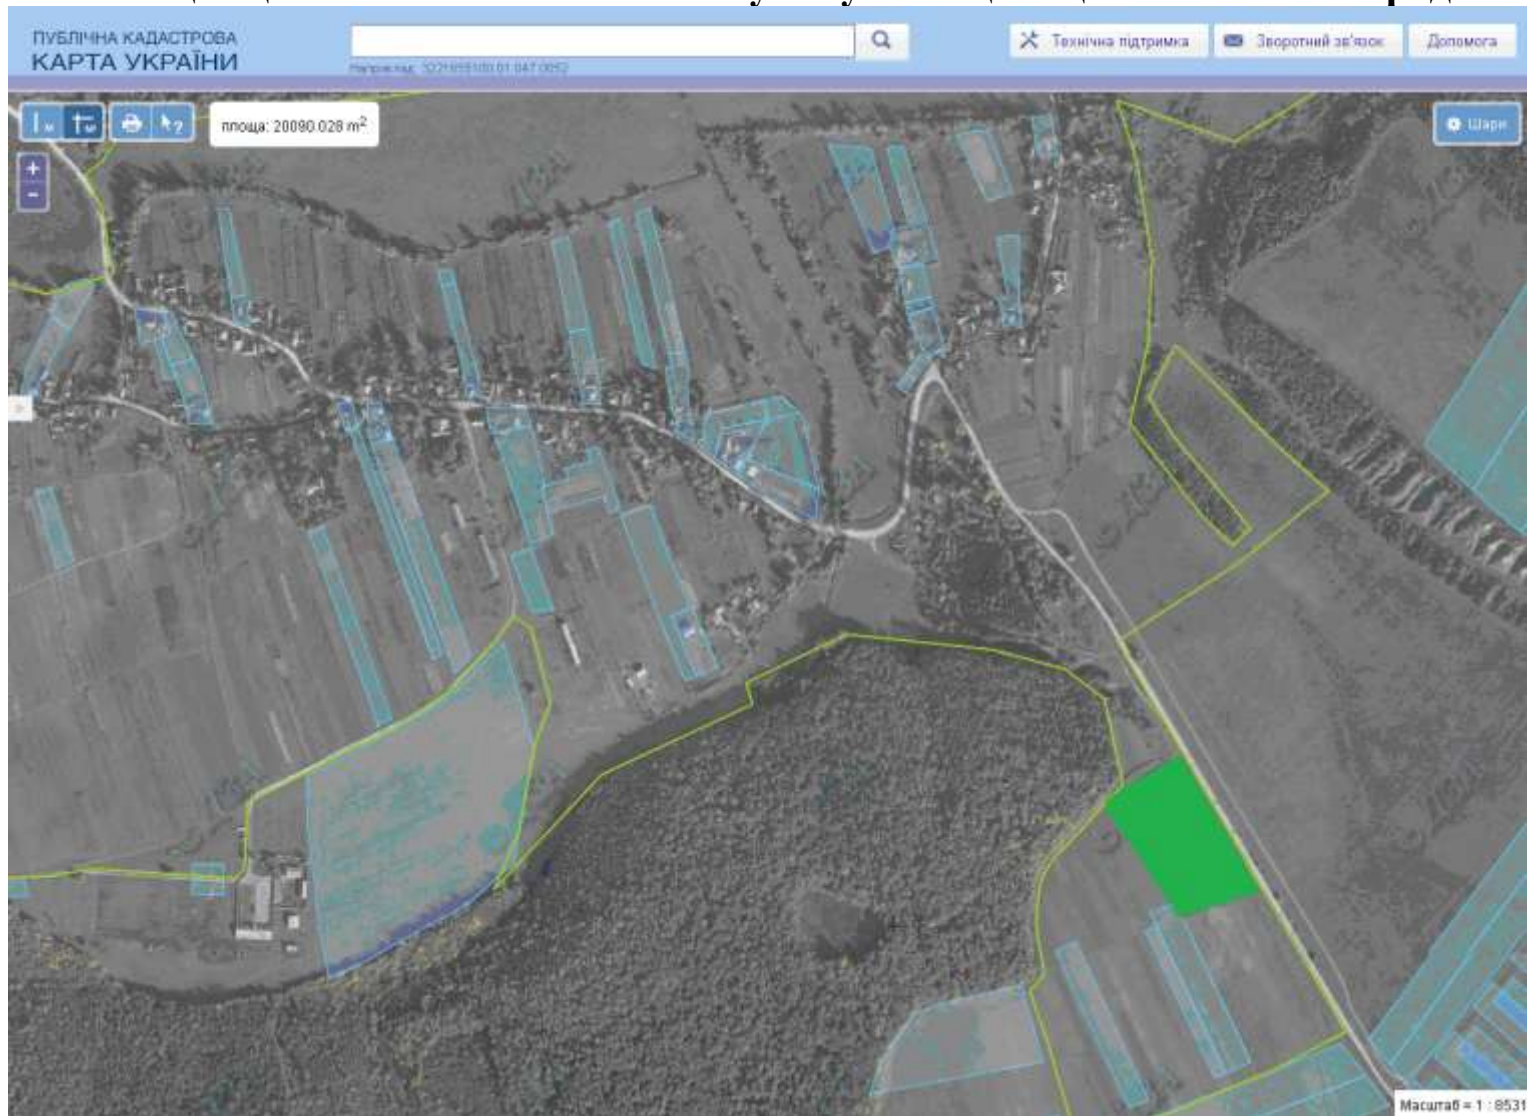 ПУБЛІЧНА КАДАСТРОВА
КАРТА УКРАЇНИ
Технічна підтримка
Зворотний зв'язок
Допомога
площа: 20090.028 m²
Шари
+
-
Масштаб = 1 : 8531